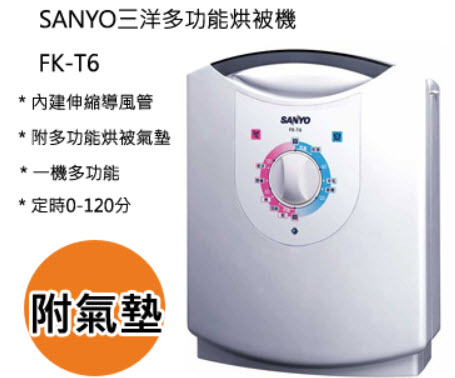 SANYO三洋多功能烘被機
FK-T6
* 內建伸縮導風管
* 附多功能烘被氣墊
* 一機多功能
* 定時0-120分
附氣墊
SANYO
FK-T6